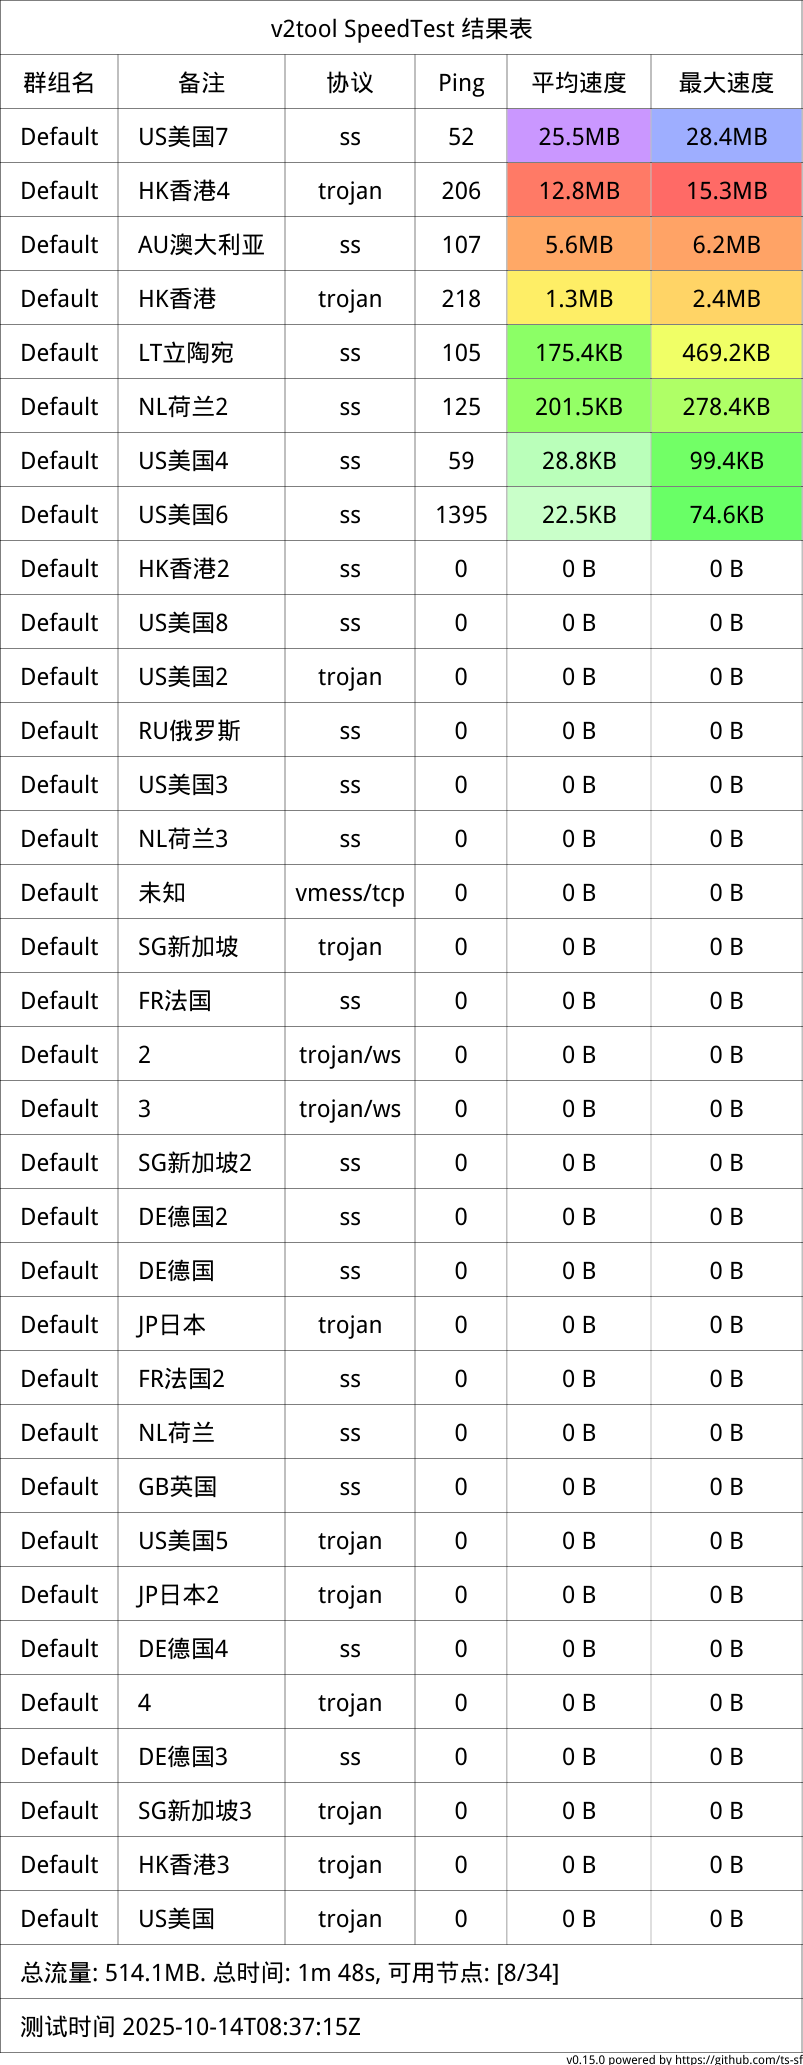 v2tool SpeedTest 结果表
群组名 备注 协议 Ping 平均速度 最大速度
Default US美国7 ss 52 25.5MB 28.4MB
Default HK香港4 trojan 206 12.8MB 15.3MB
Default AU澳大利亚 ss 107 5.6MB 6.2MB
Default HK香港 trojan 218 1.3MB 2.4MB
Default LT立陶宛 ss 105 175.4KB 469.2KB
Default NL荷兰2 ss 125 201.5KB 278.4KB
Default US美国4 ss 59 28.8KB 99.4KB
Default US美国6 ss 1395 22.5KB 74.6KB
Default HK香港2 ss 0 0 B 0 B
Default US美国8 ss 0 0 B 0 B
Default US美国2 trojan 0 0 B 0 B
Default RU俄罗斯 ss 0 0 B 0 B
Default US美国3 ss 0 0 B 0 B
Default NL荷兰3 ss 0 0 B 0 B
Default 未知 vmess/tcp 0 0 B 0 B
Default SG新加坡 trojan 0 0 B 0 B
Default FR法国 ss 0 0 B 0 B
Default 2 trojan/ws 0 0 B 0 B
Default 3 trojan/ws 0 0 B 0 B
Default SG新加坡2 ss 0 0 B 0 B
Default DE德国2 ss 0 0 B 0 B
Default DE德国 ss 0 0 B 0 B
Default JP日本 trojan 0 0 B 0 B
Default FR法国2 ss 0 0 B 0 B
Default NL荷兰 ss 0 0 B 0 B
Default GB英国 ss 0 0 B 0 B
Default US美国5 trojan 0 0 B 0 B
Default JP日本2 trojan 0 0 B 0 B
Default DE德国4 ss 0 0 B 0 B
Default 4 trojan 0 0 B 0 B
Default DE德国3 ss 0 0 B 0 B
Default SG新加坡3 trojan 0 0 B 0 B
Default HK香港3 trojan 0 0 B 0 B
Default US美国 trojan 0 0 B 0 B
总流量: 514.1MB. 总时间: 1m 48s, 可用节点: [8/34]
测试时间 2025-10-14T08:37:15Z
v0.15.0 powered by https://github.com/ts-sf